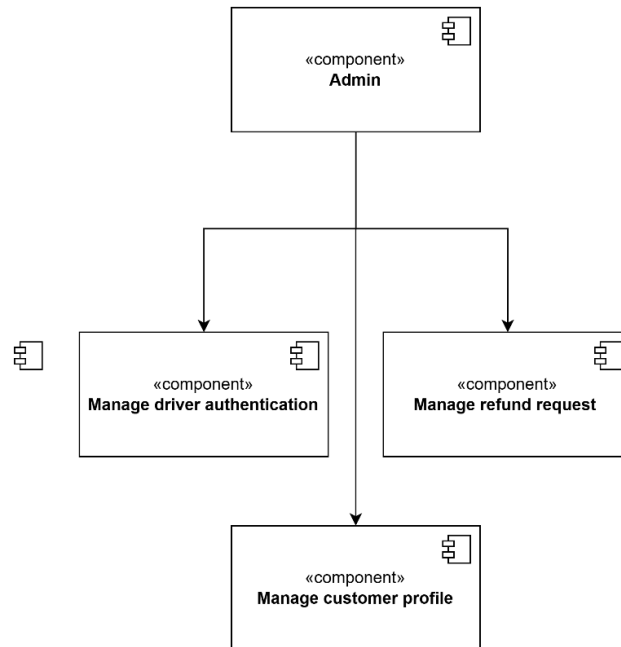 «component»
Admin
«component»
Manage driver authentication
«component»
Manage refund request
«component»
Manage customer profile